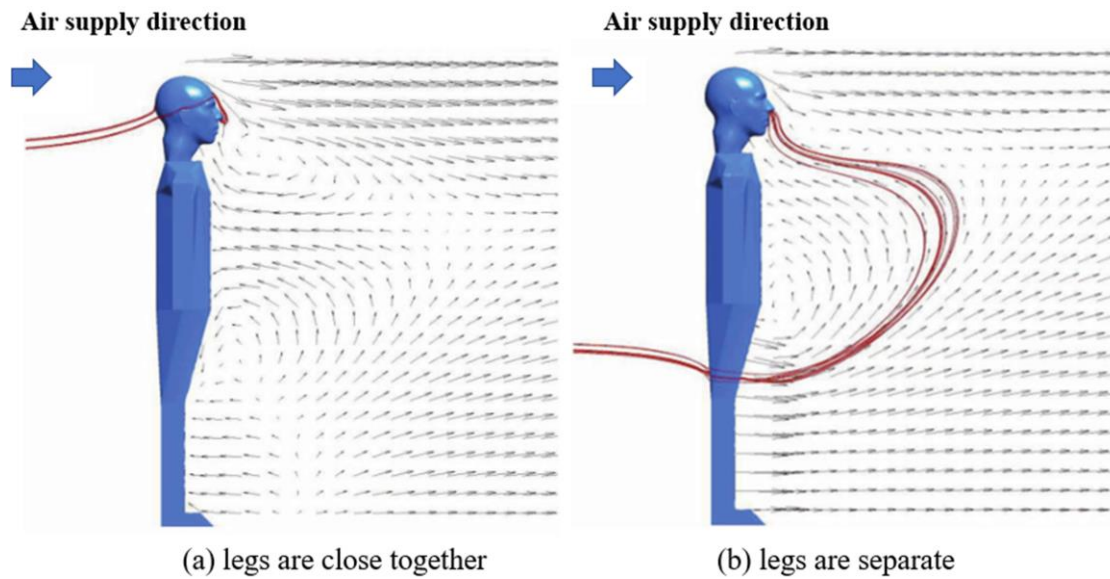 Air supply direction
Air supply direction
(a) legs are close together
(b) legs are separate